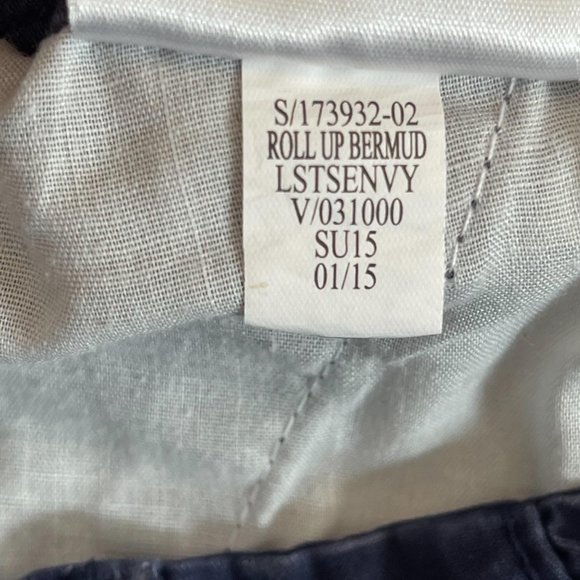 S/173932-02
ROLL UP BERMUD
LSTSENVY
V/031000
SU15
01/15